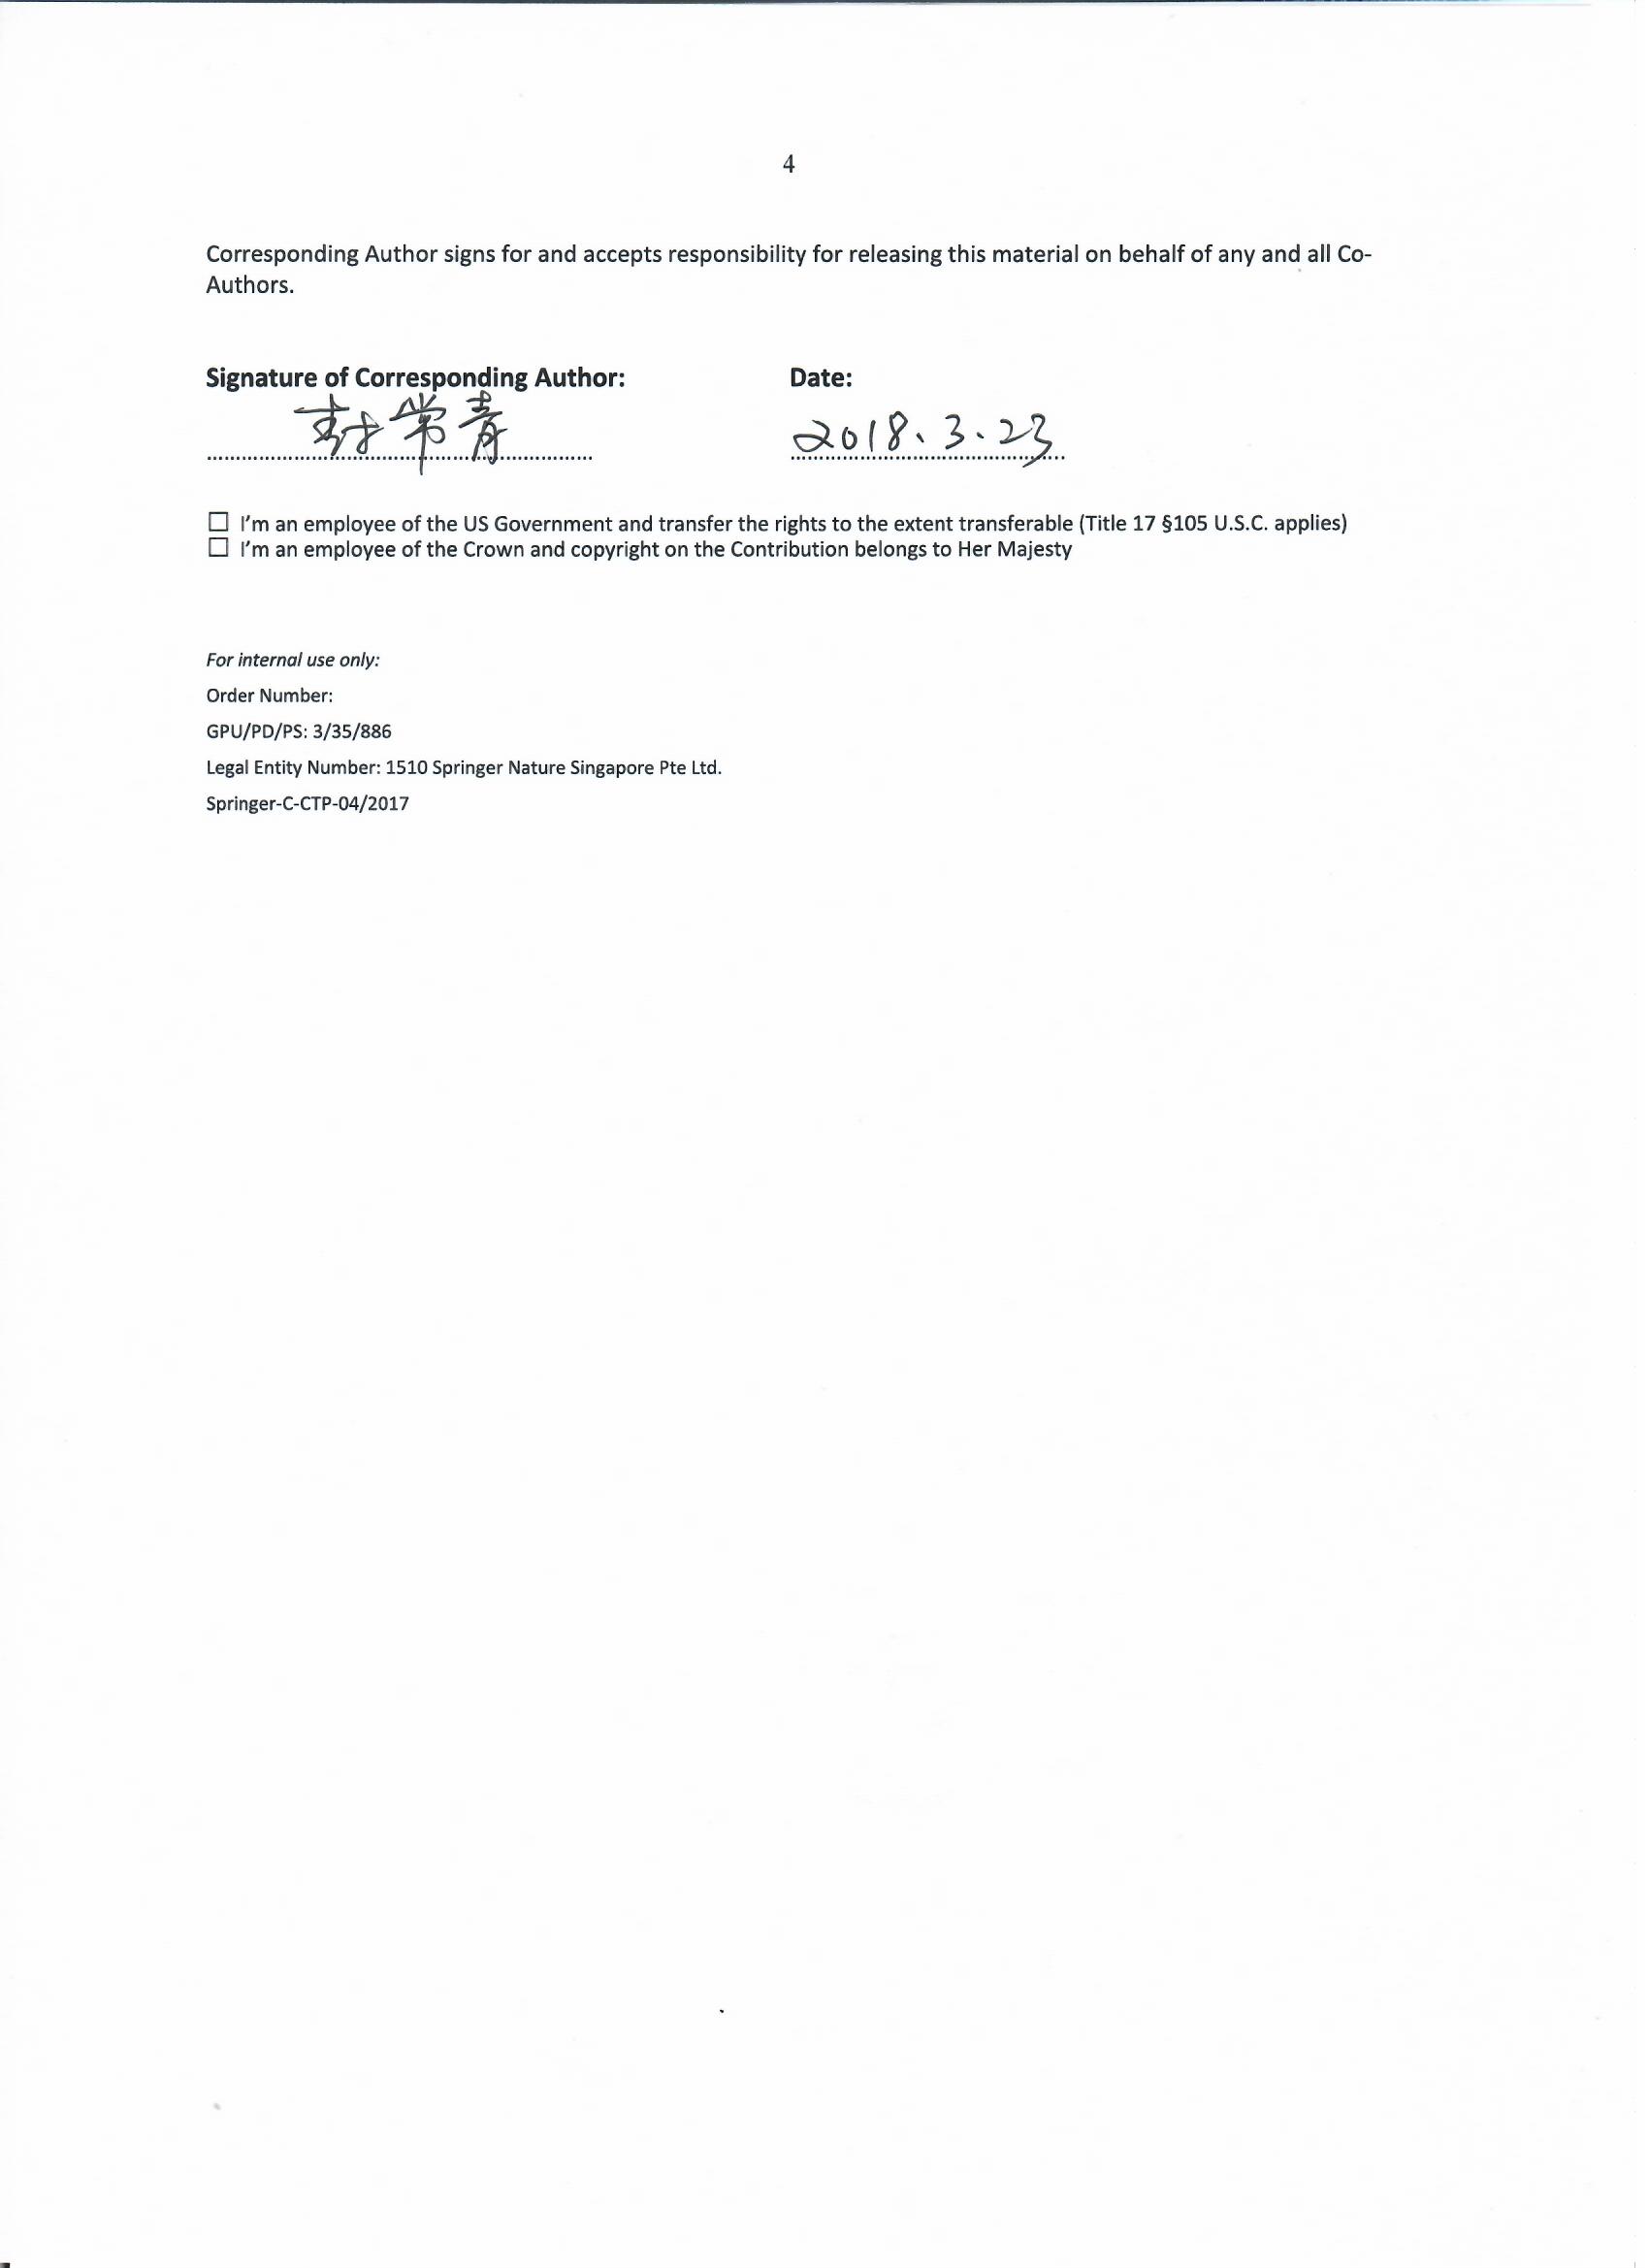 4
Corresponding Author signs for and accepts responsibility for releasing this material on behalf of any and all Co-
Authors.
Signature of Corresponding Author: Date:
封常青 2018、3、23
☐ I'm an employee of the US Government and transfer the rights to the extent transferable (Title 17 §105 U.S.C. applies)
☐ I'm an employee of the Crown and copyright on the Contribution belongs to Her Majesty
For internal use only:
Order Number:
GPU/PD/PS: 3/35/886
Legal Entity Number: 1510 Springer Nature Singapore Pte Ltd.
Springer-C-CTP-04/2017